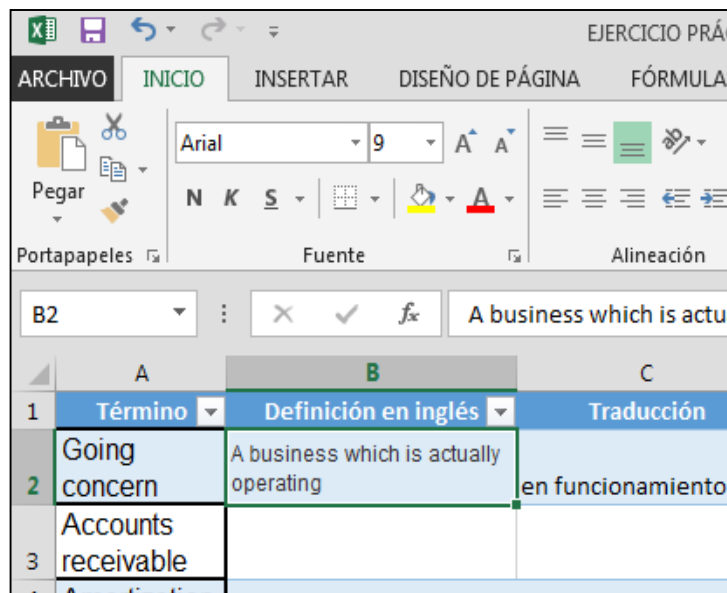 EJERCICIO PRÁ
ARCHIVO INICIO INSERTAR DISEÑO DE PÁGINA FÓRMULA
Arial 9 A A
Pegar
N K S A
Portapapeles Fuente Alineación
B2 fx A business which is actu
A B C
1 Término Definición en inglés Traducción
Going
concern
A business which is actually
operating
2 en funcionamiento
Accounts
3 receivable